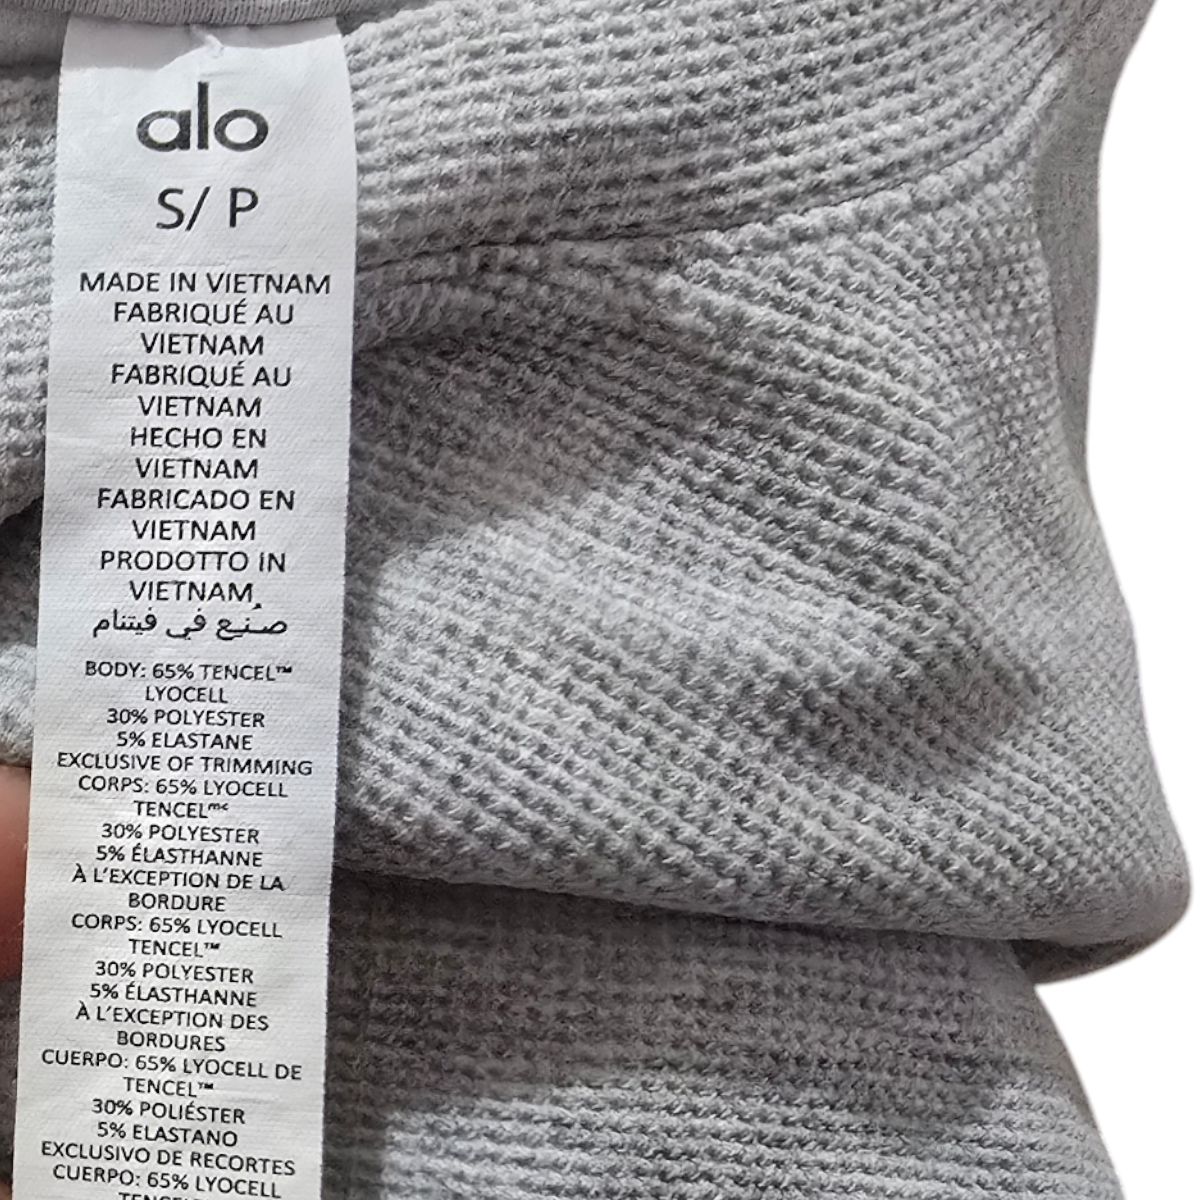 alo
S/ P
MADE IN VIETNAM
FABRIQUÉ AU
VIETNAM
FABRIQUÉ AU
VIETNAM
HECHO EN
VIETNAM
FABRICADO EN
VIETNAM
PRODOTTO IN
VIETNAM
صُنِع في فيتنام
BODY: 65% TENCEL™
LYOCELL
30% POLYESTER
5% ELASTANE
EXCLUSIVE OF TRIMMING
CORPS: 65% LYOCELL
TENCELᵐᶜ
30% POLYESTER
5% ÉLASTHANNE
À L'EXCEPTION DE LA
BORDURE
CORPS: 65% LYOCELL
TENCEL™
30% POLYESTER
5% ÉLASTHANNE
À L'EXCEPTION DES
BORDURES
CUERPO: 65% LYOCELL DE
TENCEL™
30% POLIÉSTER
5% ELASTANO
EXCLUSIVO DE RECORTES
CUERPO: 65% LYOCELL